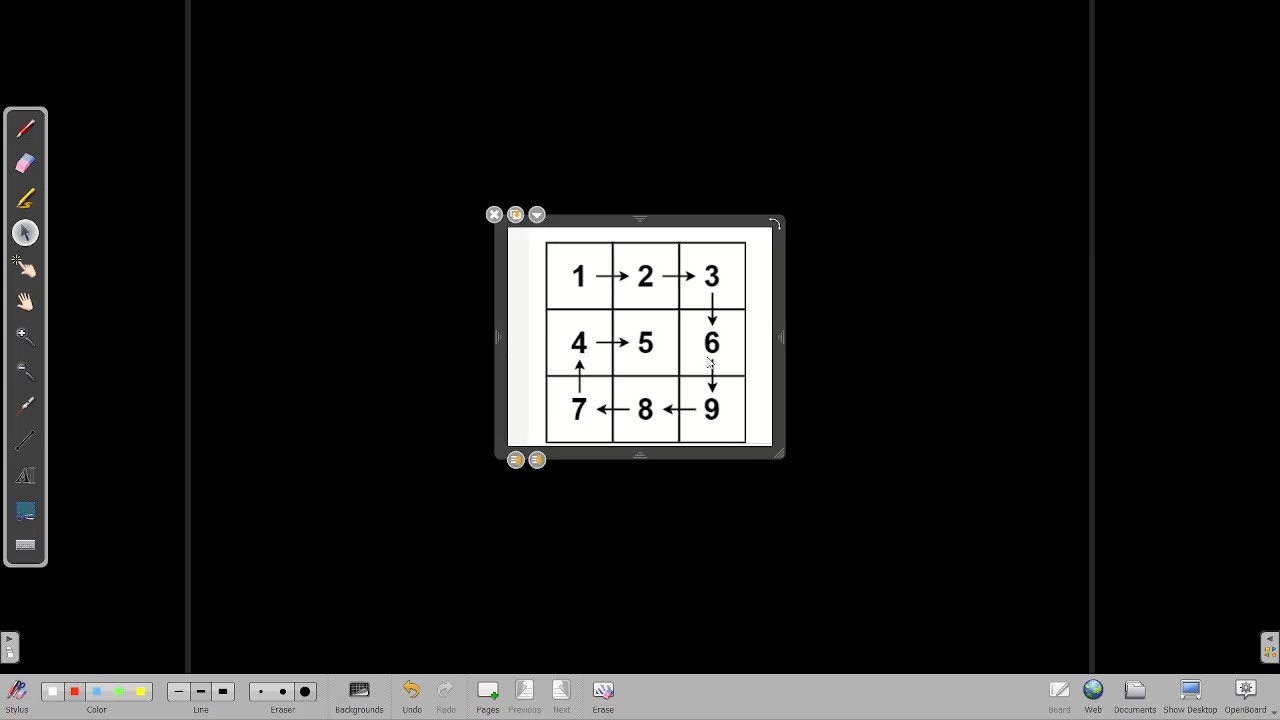 1 2 3
4 5 6
7 8 9
Stylus Color Line Eraser Backgrounds Undo Redo Pages Previous Next Erase Board Web Documents Show Desktop OpenBoard